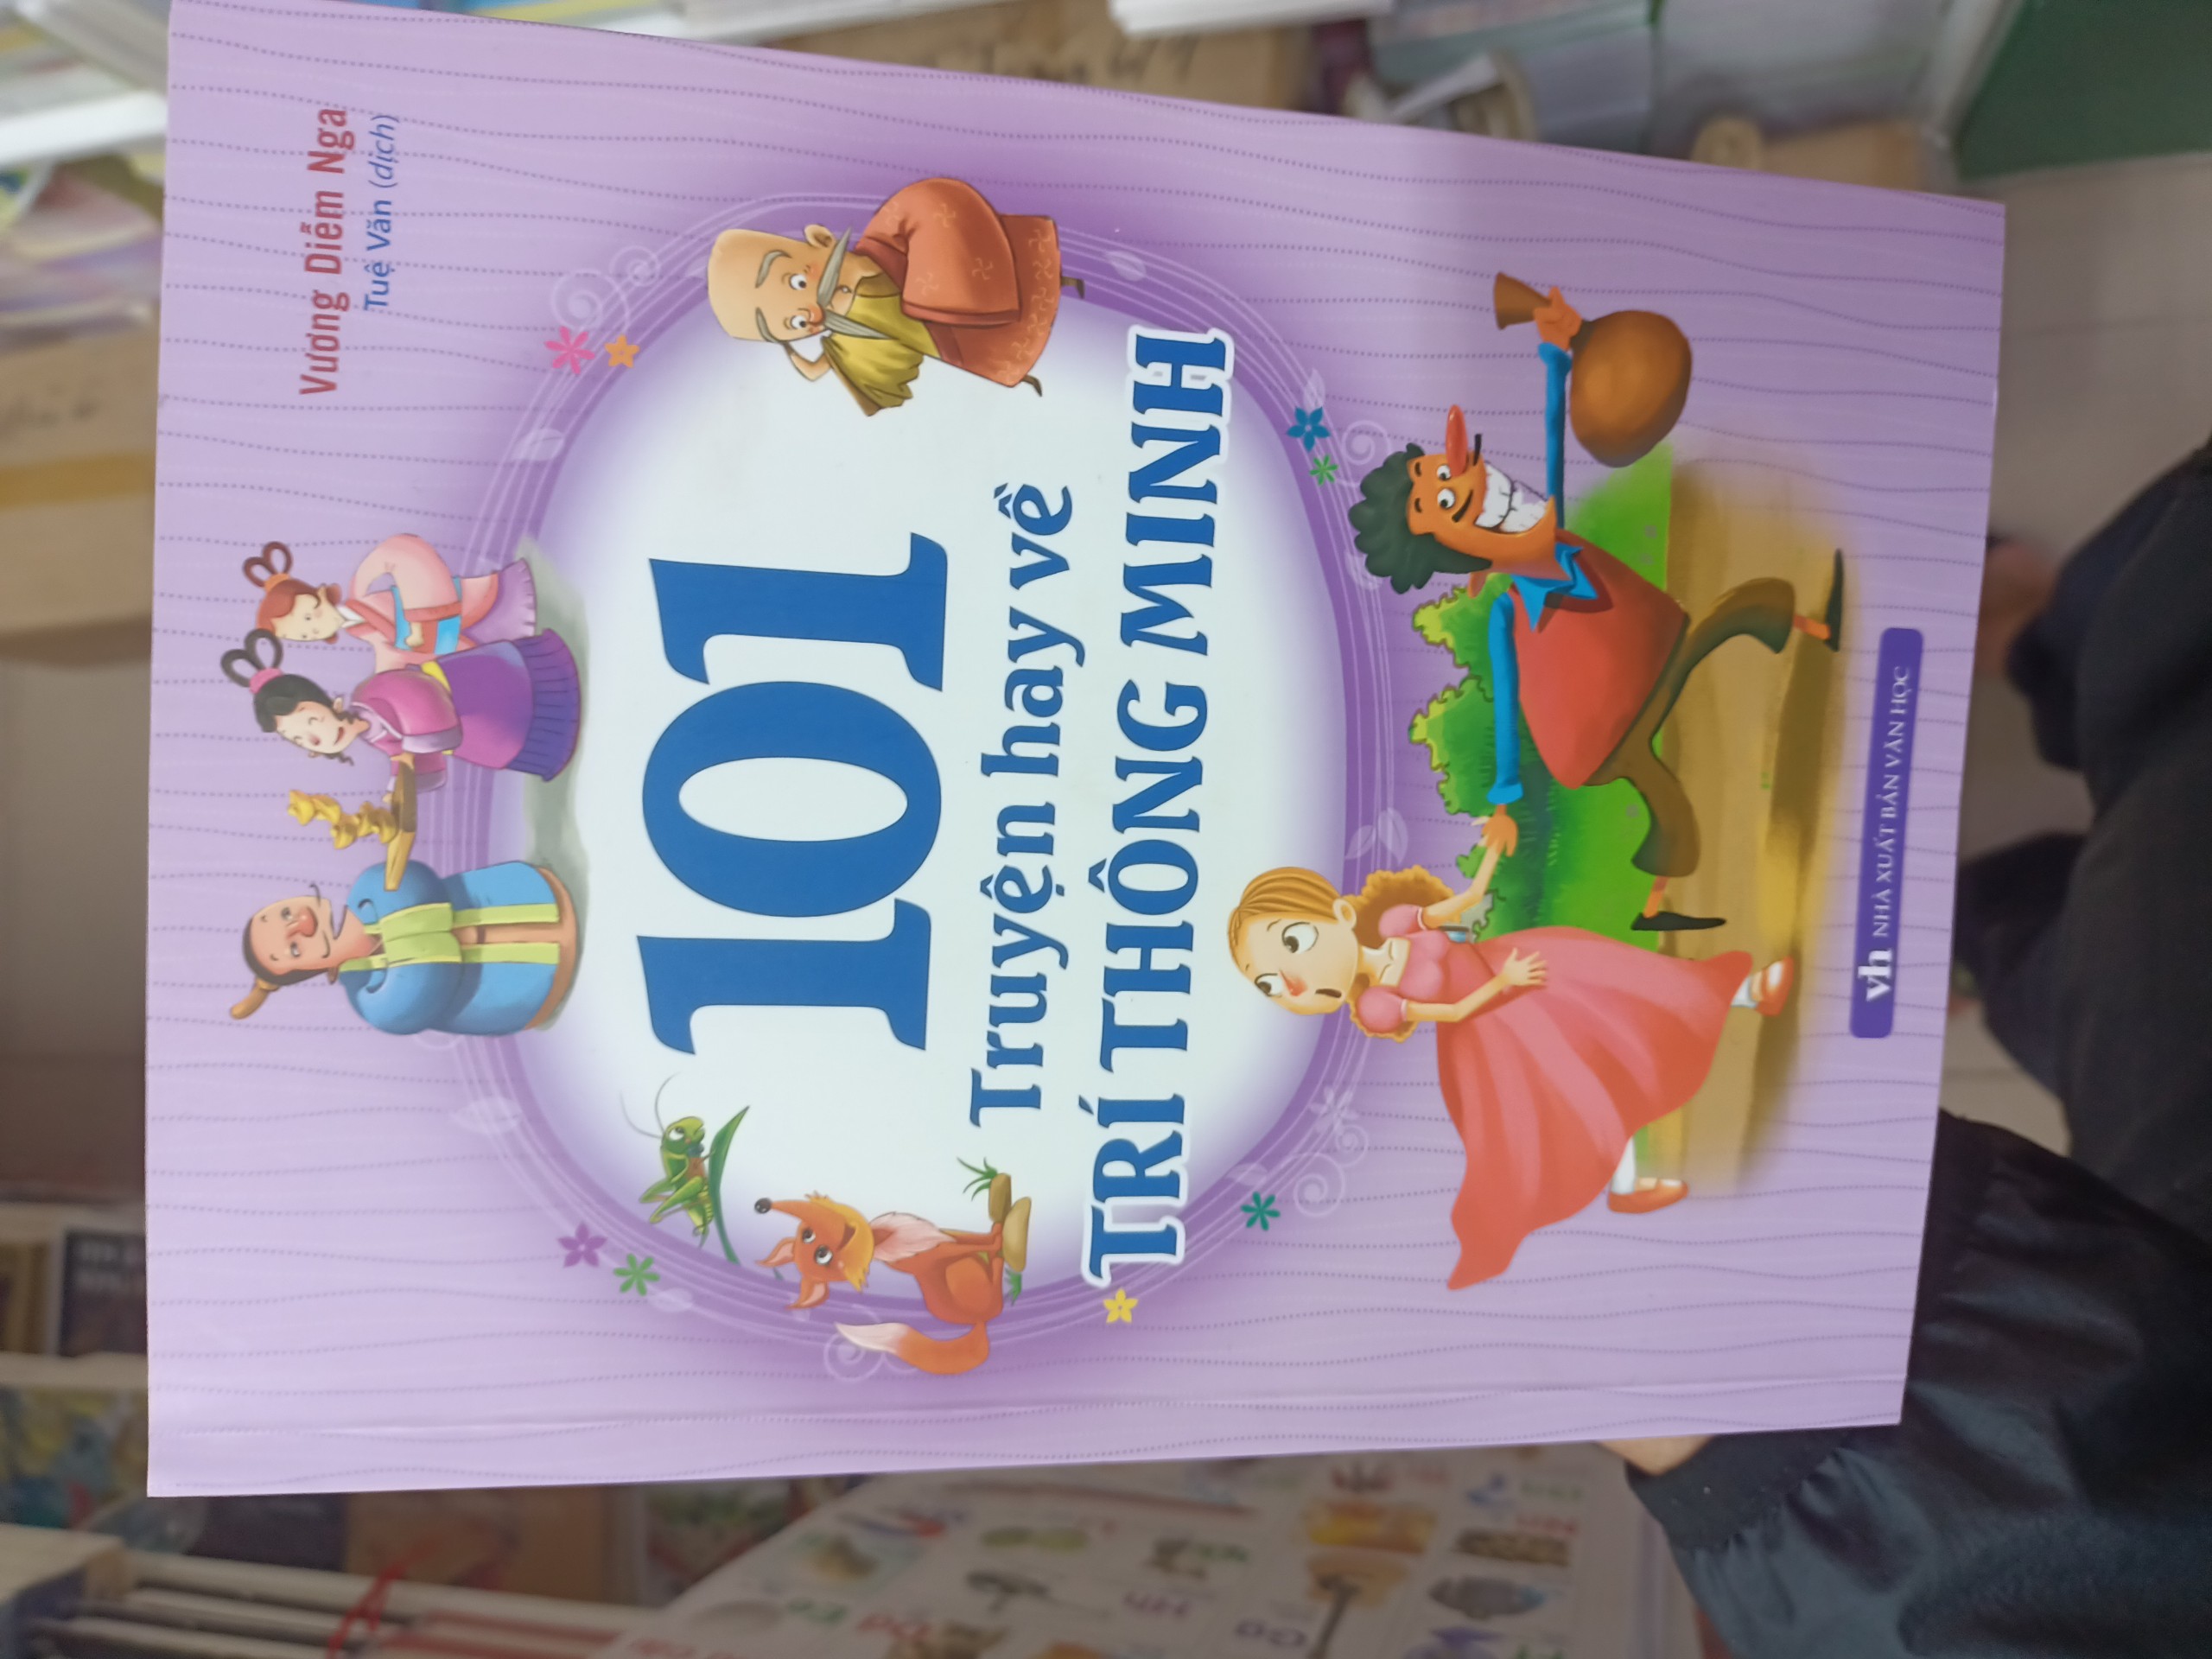 Vương Diễm Nga
Tuệ Văn (dịch)
101
Truyện hay về
TRÍ THÔNG MINH
vh NHÀ XUẤT BẢN VĂN HỌC